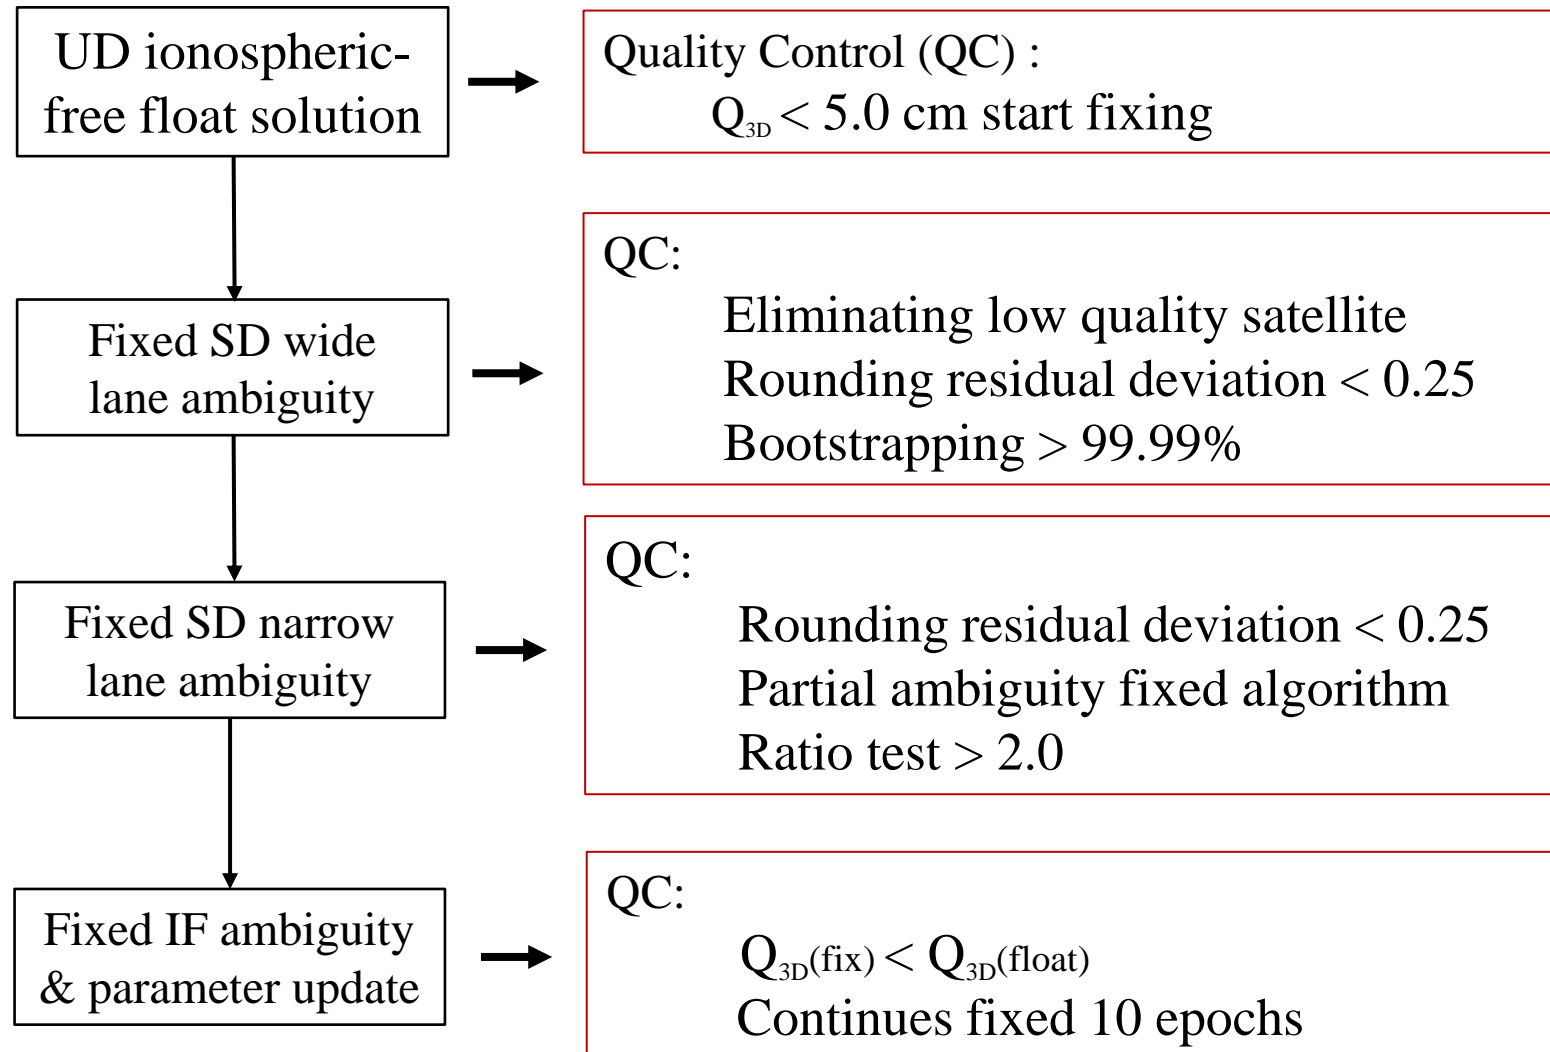 UD ionospheric-
free float solution
Quality Control (QC) :
Q3D < 5.0 cm start fixing
Fixed SD wide
lane ambiguity
QC:
Eliminating low quality satellite
Rounding residual deviation < 0.25
Bootstrapping > 99.99%
Fixed SD narrow
lane ambiguity
QC:
Rounding residual deviation < 0.25
Partial ambiguity fixed algorithm
Ratio test > 2.0
Fixed IF ambiguity
& parameter update
QC:
Q3D(fix) < Q3D(float)
Continues fixed 10 epochs